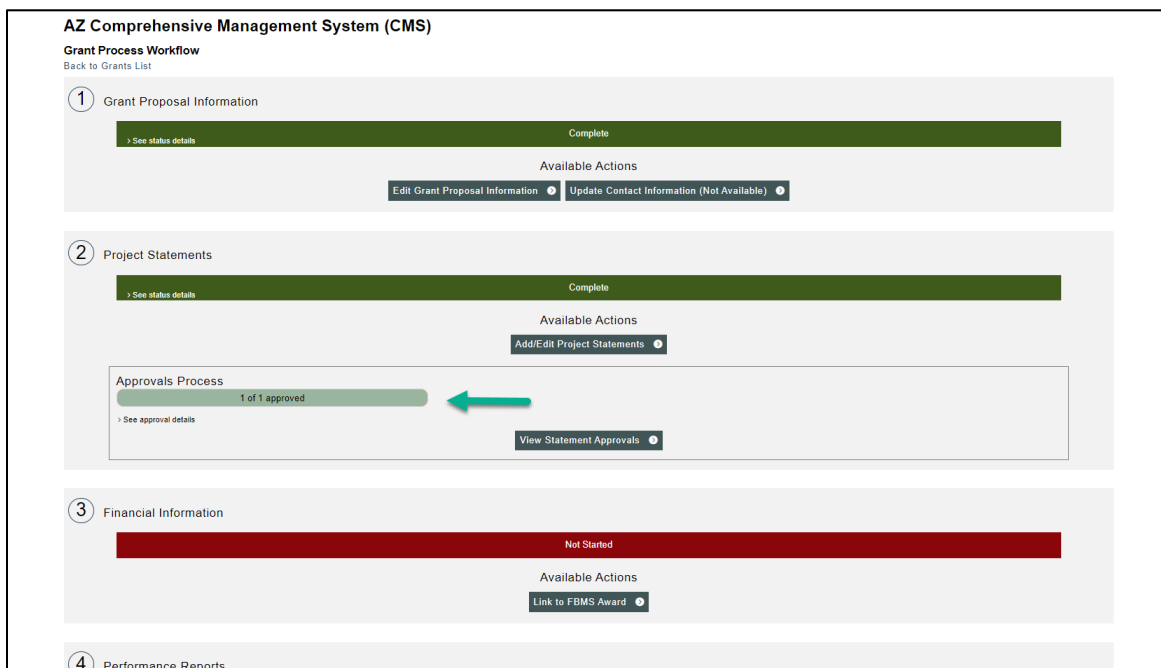 AZ Comprehensive Management System (CMS)
Grant Process Workflow
Back to Grants List
1 Grant Proposal Information
Complete
> See status details
Available Actions
Edit Grant Proposal Information
Update Contact Information (Not Available)
2 Project Statements
Complete
> See status details
Available Actions
Add/Edit Project Statements
Approvals Process
1 of 1 approved
> See approval details
View Statement Approvals
3 Financial Information
Not Started
Available Actions
Link to FBMS Award
4 Performance Reports